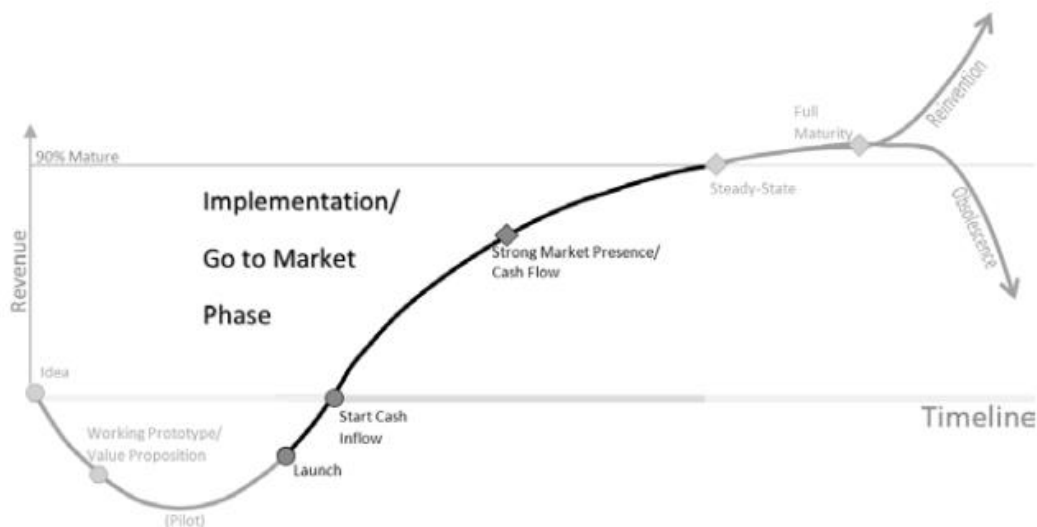 Reinvention
Full
Maturity
90% Mature
Steady-State
Implementation/
Go to Market
Phase
Obsolescence
Revenue
Strong Market Presence/
Cash Flow
Idea
Start Cash
Inflow
Timeline
Working Prototype/
Value Proposition
Launch
(Pilot)